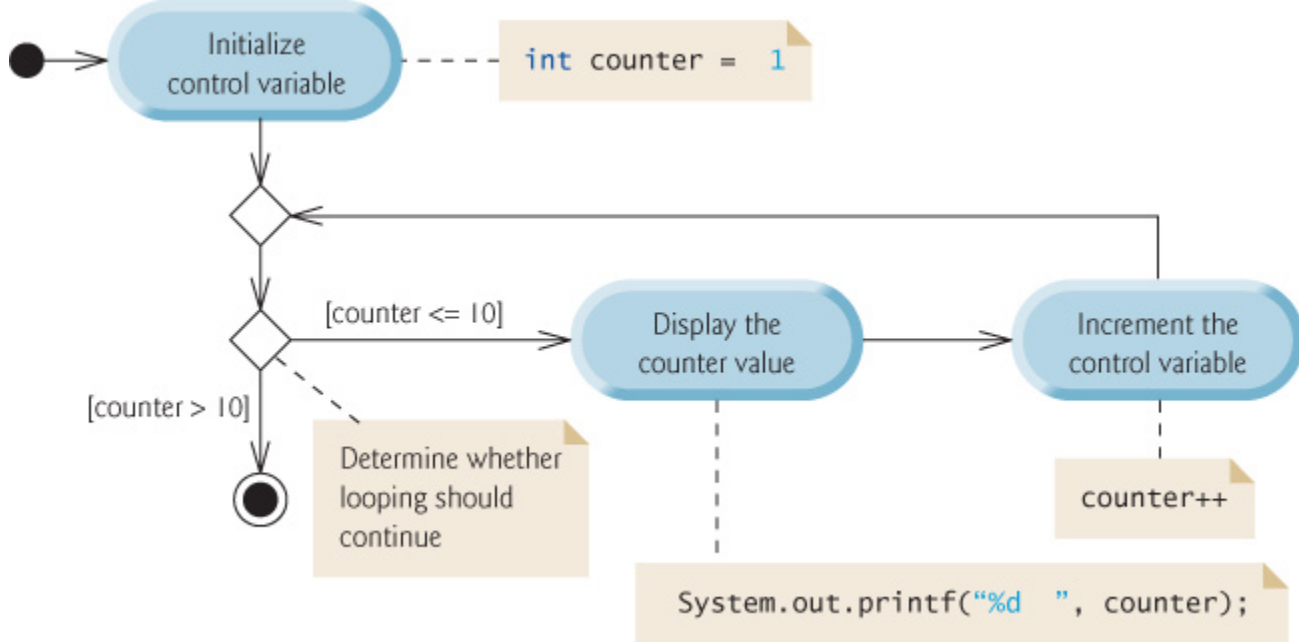 Initialize
control variable
int counter =  1
[counter <= 10]
Display the
counter value
Increment the
control variable
[counter > 10]
Determine whether
looping should
continue
counter++
System.out.printf(“%d  ”, counter);